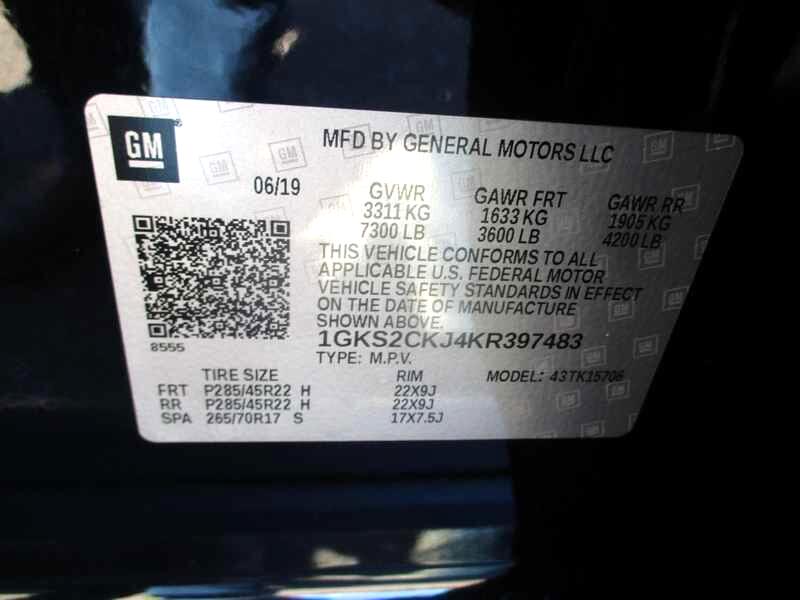 GM
MFD BY GENERAL MOTORS LLC
06/19
GVWR GAWR FRT GAWR RR
3311 KG 1633 KG 1905 KG
7300 LB 3600 LB 4200 LB
THIS VEHICLE CONFORMS TO ALL
APPLICABLE U.S. FEDERAL MOTOR
VEHICLE SAFETY STANDARDS IN EFFECT
ON THE DATE OF MANUFACTURE
SHOWN ABOVE.
1GKS2CKJ4KR397483
8555
TYPE: M.P.V.
TIRE SIZE RIM MODEL: 43TK15706
FRT P285/45R22 H 22X9J
RR P285/45R22 H 22X9J
SPA 265/70R17 S 17X7.5J